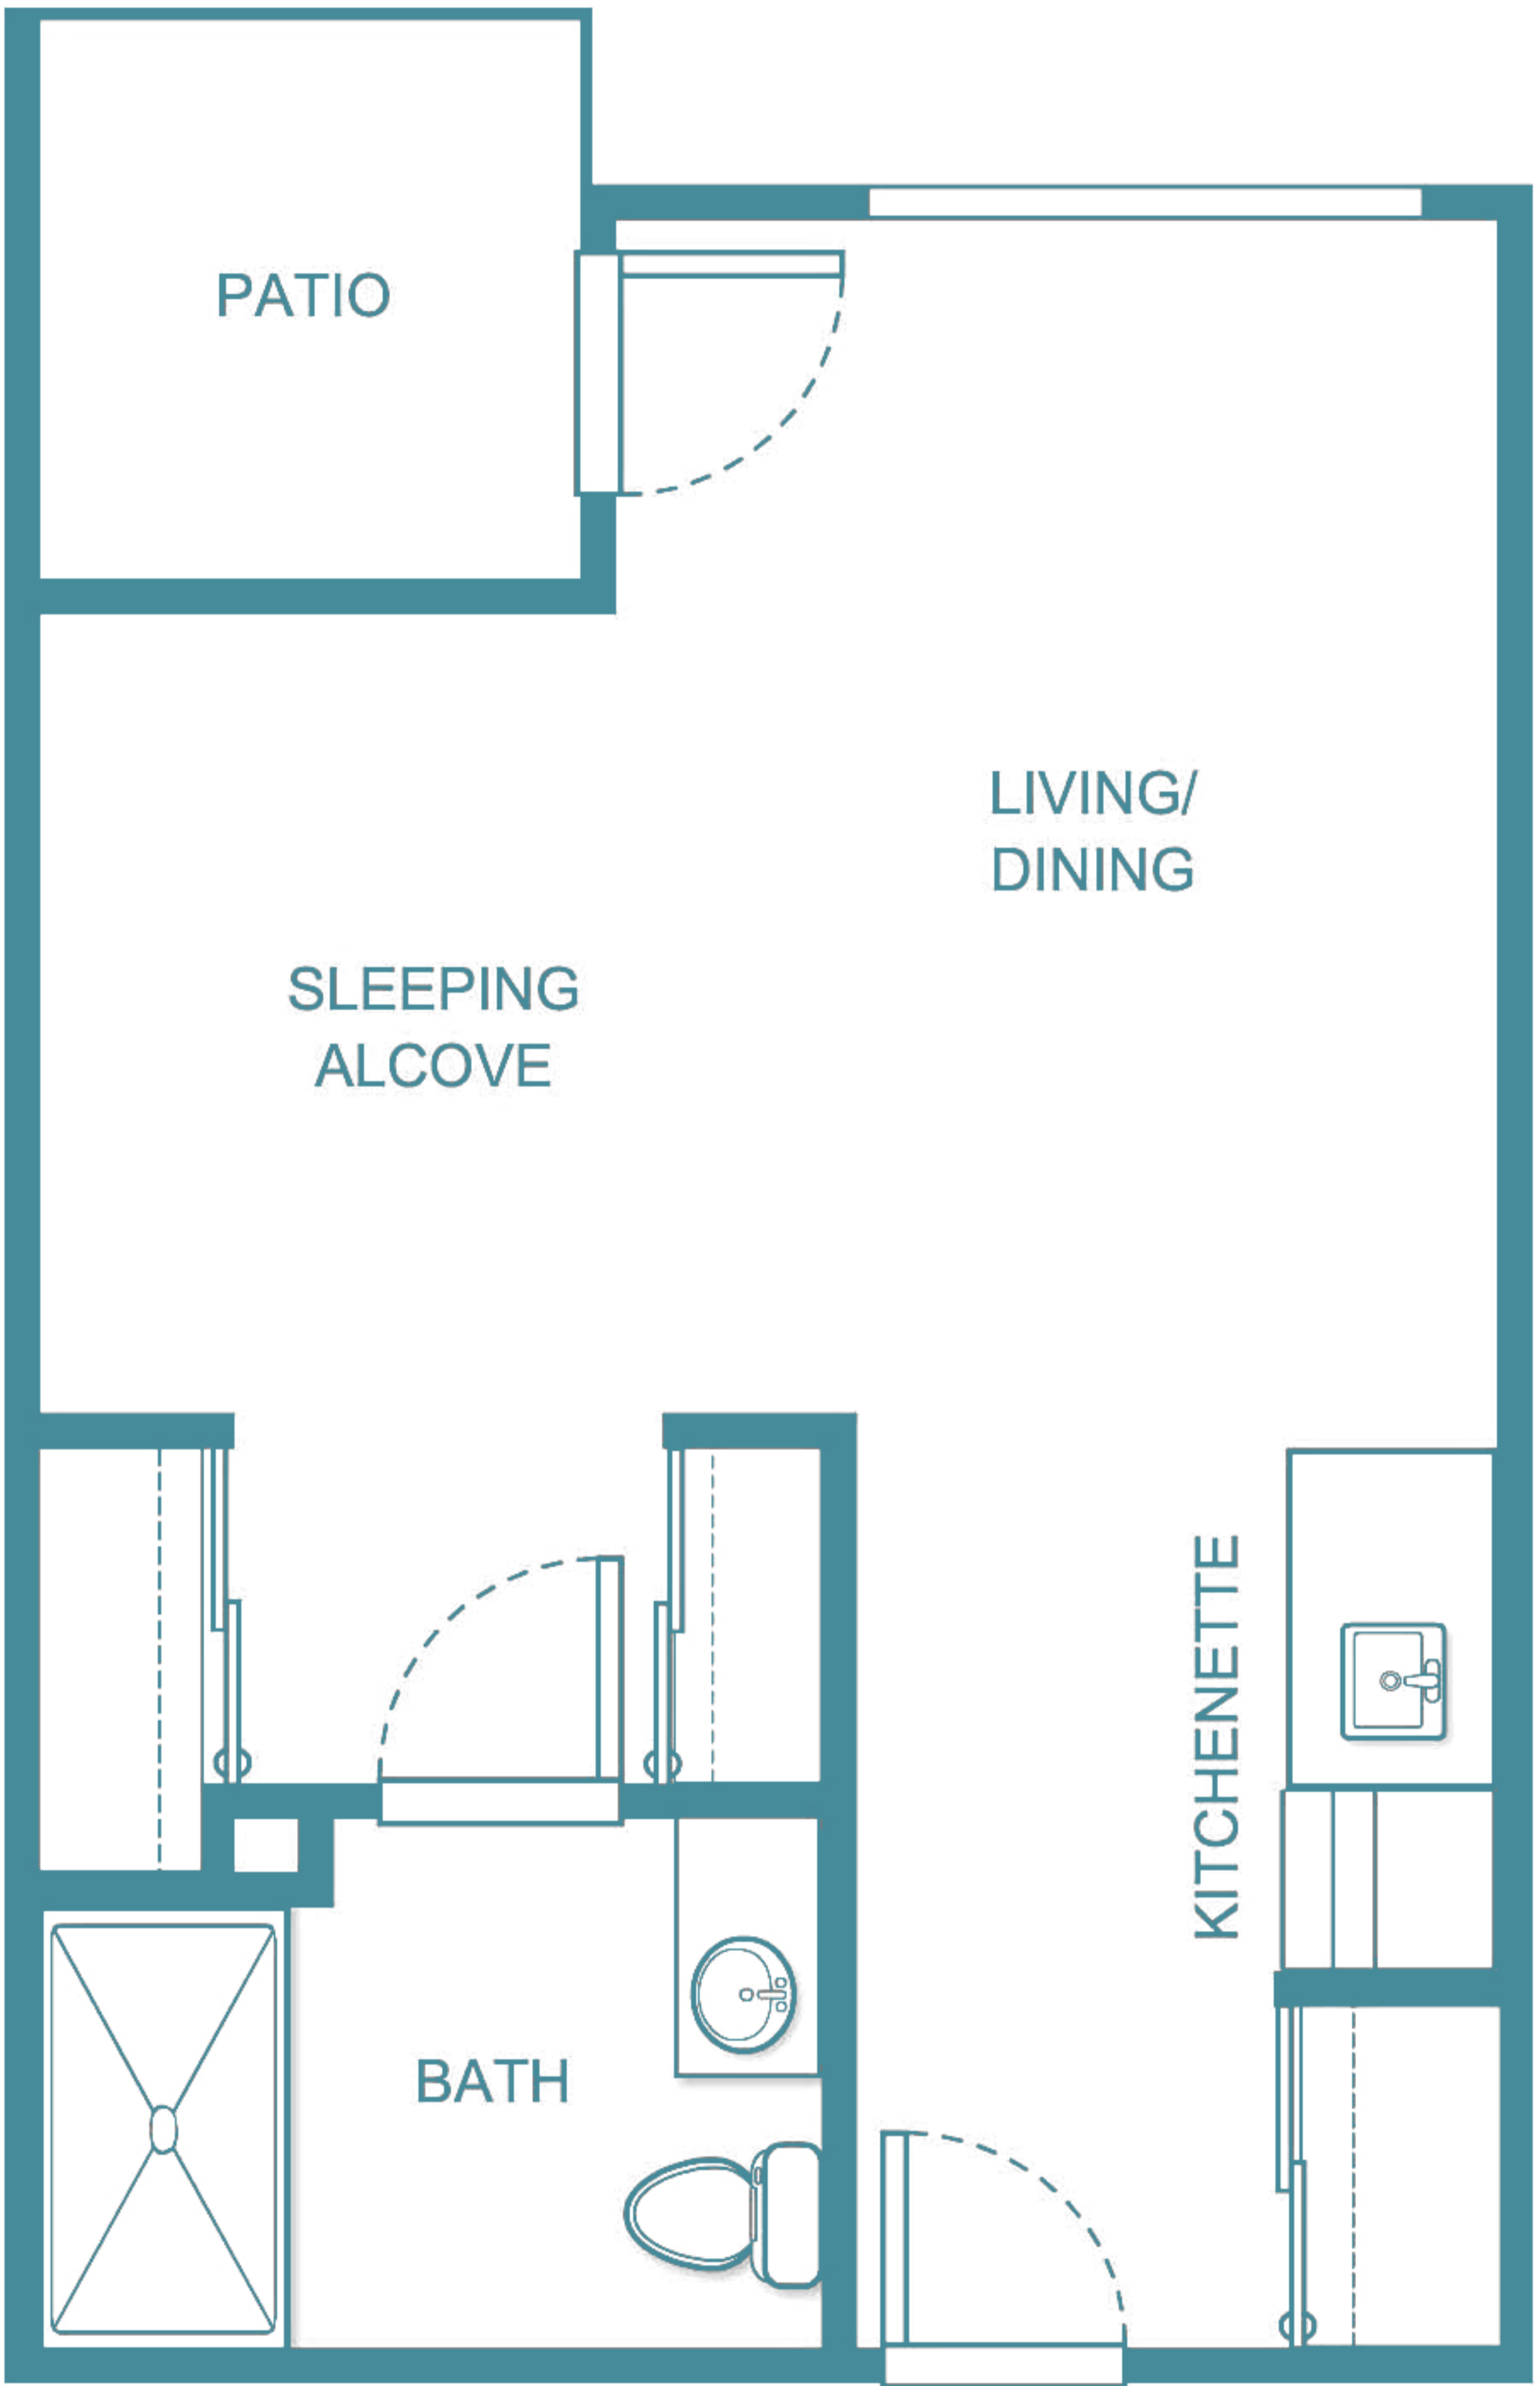 PATIO
LIVING/
DINING
SLEEPING
ALCOVE
KITCHENETTE
BATH